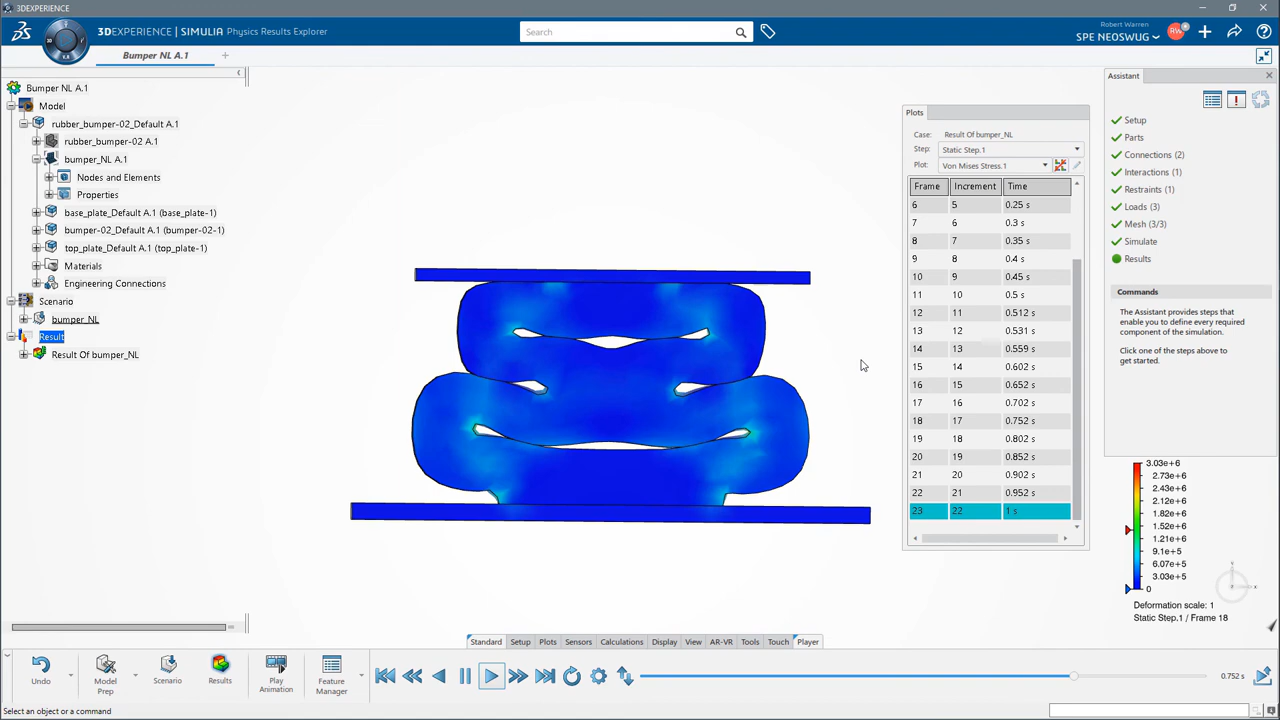 3DEXPERIENCE
3DEXPERIENCE | SIMULIA Physics Results Explorer
Search
Robert Warren
SPE NEOSWUG
RW
Bumper NL A.1
+
Bumper NL A.1
Model
rubber_bumper-02_Default A.1
rubber_bumper-02 A.1
bumper_NL A.1
Nodes and Elements
Properties
base_plate_Default A.1 (base_plate-1)
bumper-02_Default A.1 (bumper-02-1)
top_plate_Default A.1 (top_plate-1)
Materials
Engineering Connections
Scenario
bumper_NL
Result
Result Of bumper_NL
Plots
Case: Result Of bumper_NL
Step: Static Step.1
Plot: Von Mises Stress.1
Frame Increment Time
6 5 0.25 s
7 6 0.3 s
8 7 0.35 s
9 8 0.4 s
10 9 0.45 s
11 10 0.5 s
12 11 0.512 s
13 12 0.531 s
14 13 0.559 s
15 14 0.602 s
16 15 0.652 s
17 16 0.702 s
18 17 0.752 s
19 18 0.802 s
20 19 0.852 s
21 20 0.902 s
22 21 0.952 s
23 22 1 s
Assistant
Setup
Parts
Connections (2)
Interactions (1)
Restraints (1)
Loads (3)
Mesh (3/3)
Simulate
Results
Commands
The Assistant provides steps that
enable you to define every required
component of the simulation.
Click one of the steps above to
get started.
3.03e+6
2.73e+6
2.43e+6
2.12e+6
1.82e+6
1.52e+6
1.21e+6
9.1e+5
6.07e+5
3.03e+5
0
Deformation scale: 1
Static Step.1 / Frame 18
Standard Setup Plots Sensors Calculations Display View AR-VR Tools Touch Player
Undo
Model
Prep
Scenario
Results
Play
Animation
Feature
Manager
0.752 s
Select an object or a command